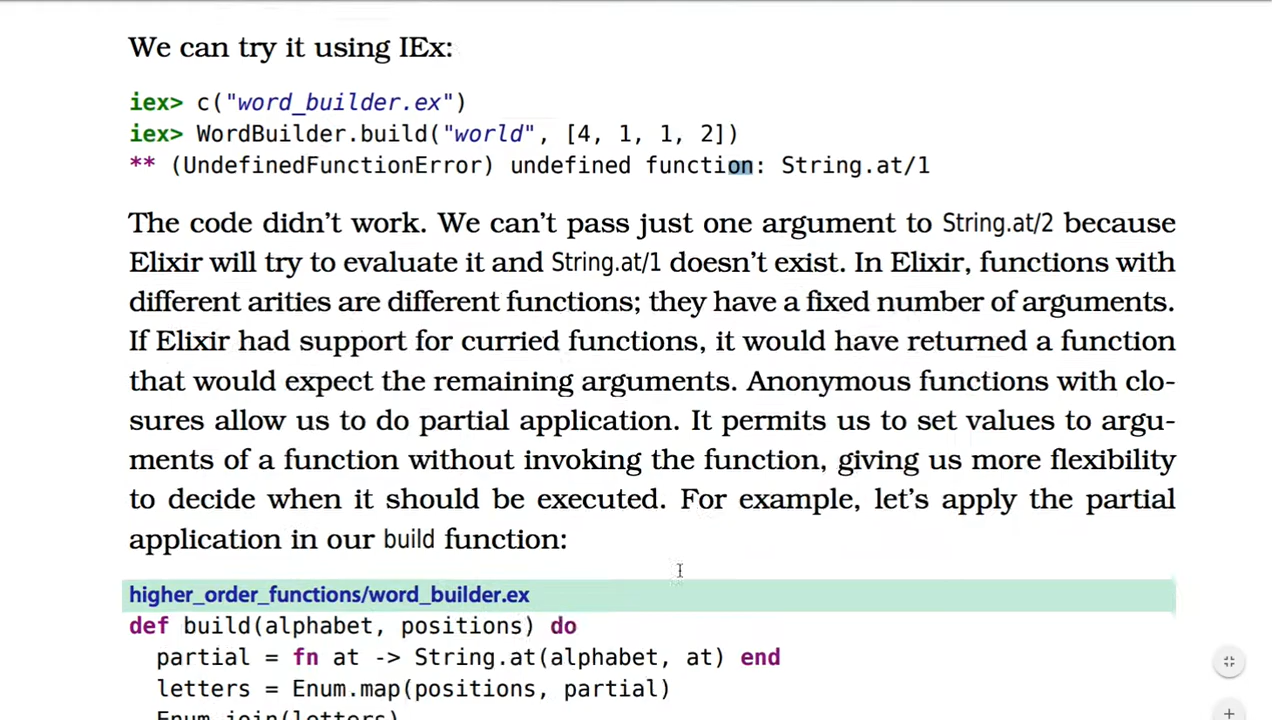 We can try it using IEx:
iex> c("word_builder.ex")
iex> WordBuilder.build("world", [4, 1, 1, 2])
** (UndefinedFunctionError) undefined function: String.at/1
The code didn't work. We can't pass just one argument to String.at/2 because
Elixir will try to evaluate it and String.at/1 doesn't exist. In Elixir, functions with
different arities are different functions; they have a fixed number of arguments.
If Elixir had support for curried functions, it would have returned a function
that would expect the remaining arguments. Anonymous functions with clo-
sures allow us to do partial application. It permits us to set values to argu-
ments of a function without invoking the function, giving us more flexibility
to decide when it should be executed. For example, let's apply the partial
application in our build function:
higher_order_functions/word_builder.ex
def build(alphabet, positions) do
  partial = fn at -> String.at(alphabet, at) end
  letters = Enum.map(positions, partial)
  Enum.join(letters)